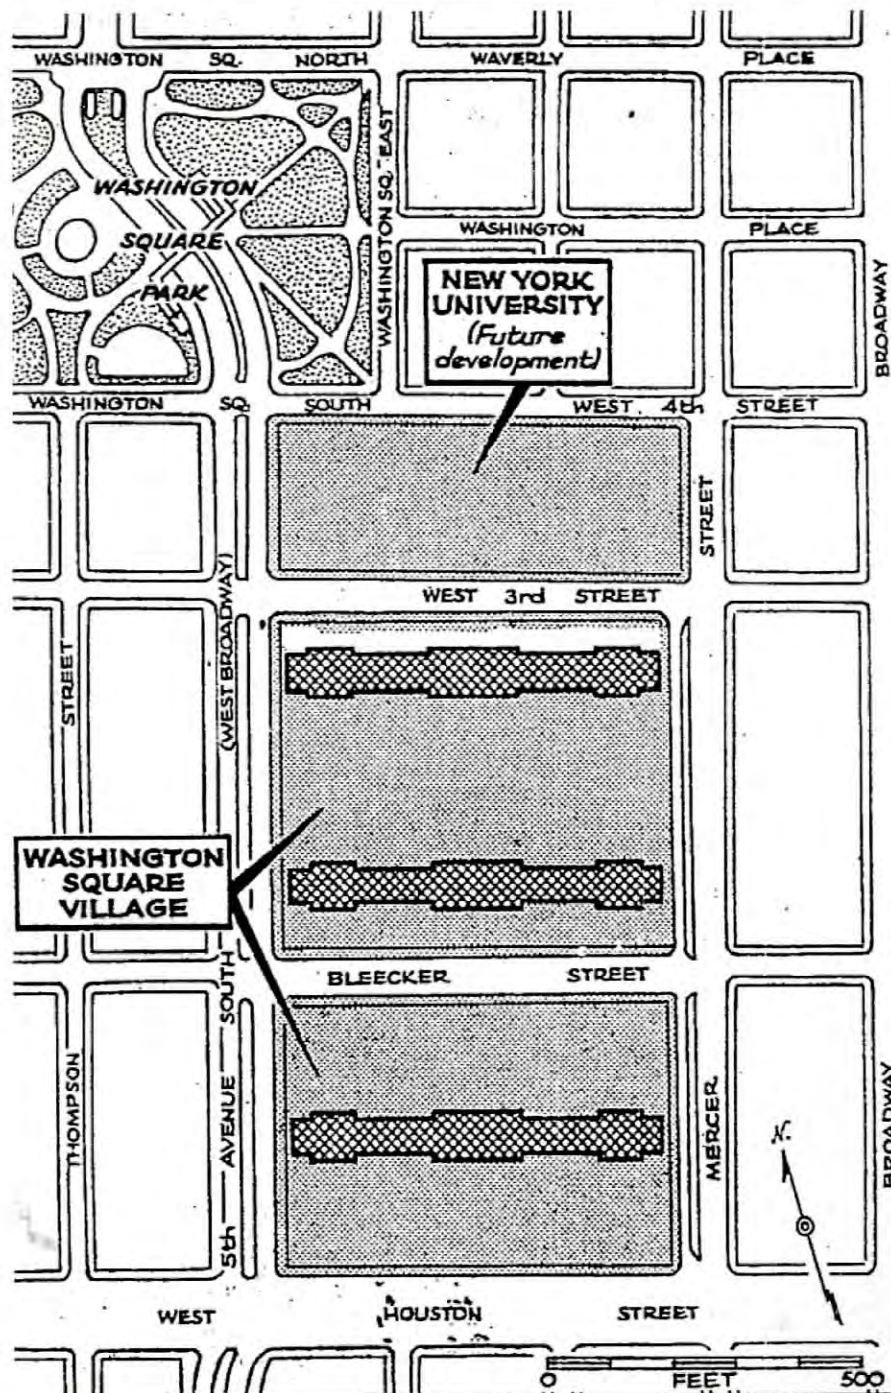 WASHINGTON SQ. NORTH WAVERLY PLACE
WASHINGTON SQ. EAST
WASHINGTON
SQUARE
PARK
WASHINGTON PLACE
NEW YORK
UNIVERSITY
(Future
development)
BROADWAY
WASHINGTON SQ. SOUTH WEST 4th STREET
STREET
WEST 3rd STREET
(WEST BROADWAY)
STREET
WASHINGTON
SQUARE
VILLAGE
BLEECKER STREET
5th AVENUE SOUTH
THOMPSON
MERCER
BROADWAY
N.
WEST HOUSTON STREET
0 FEET 500